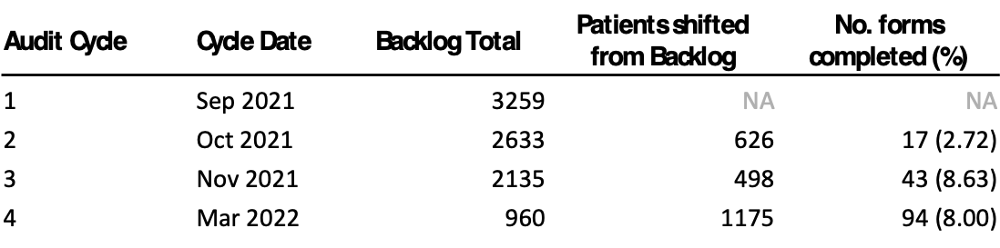 Audit Cycle Cycle Date Backlog Total Patients shifted from Backlog No. forms completed (%)
1 Sep 2021 3259 NA NA
2 Oct 2021 2633 626 17 (2.72)
3 Nov 2021 2135 498 43 (8.63)
4 Mar 2022 960 1175 94 (8.00)